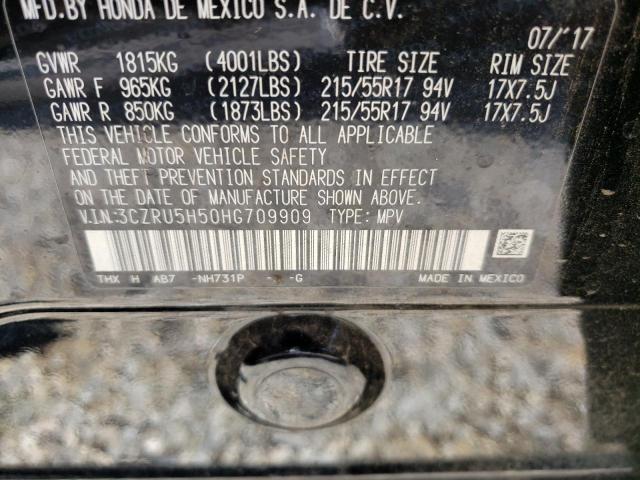 MFD.BY HONDA DE MEXICO S.A. DE C.V.
07/'17
GVWR 1815KG (4001LBS) TIRE SIZE RIM SIZE
GAWR F 965KG (2127LBS) 215/55R17 94V 17X7.5J
GAWR R 850KG (1873LBS) 215/55R17 94V 17X7.5J
THIS VEHICLE CONFORMS TO ALL APPLICABLE
FEDERAL MOTOR VEHICLE SAFETY
AND THEFT PREVENTION STANDARDS IN EFFECT
ON THE DATE OF MANUFACTURE SHOWN ABOVE.
V.I.N:3CZRU5H50HG709909 TYPE: MPV
THX H AB7 -NH731P- -G MADE IN MEXICO